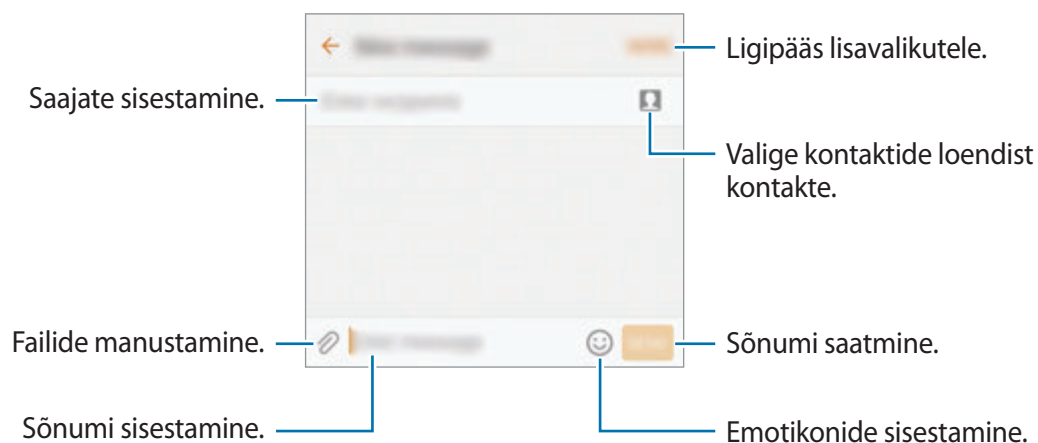 Ligipääs lisavalikutele.
Saajate sisestamine.
Valige kontaktide loendist
kontakte.
Failide manustamine.
Sõnumi saatmine.
Sõnumi sisestamine.
Emotikonide sisestamine.